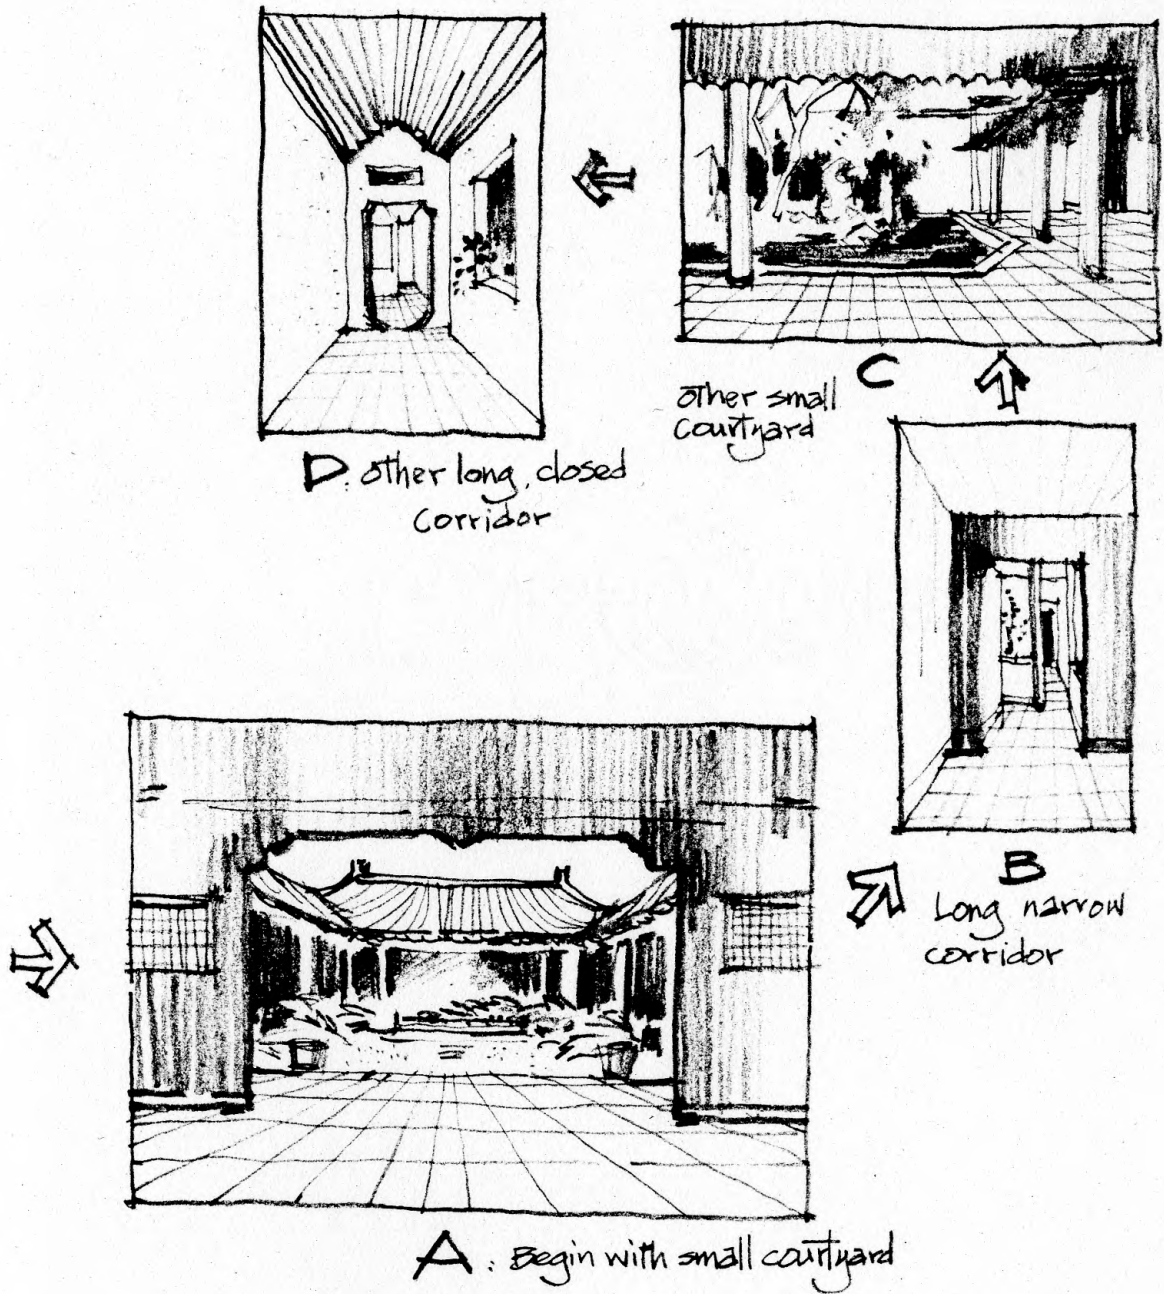 C
other small
courtyard
D: other long, closed
corridor
B
Long narrow
corridor
A: Begin with small courtyard